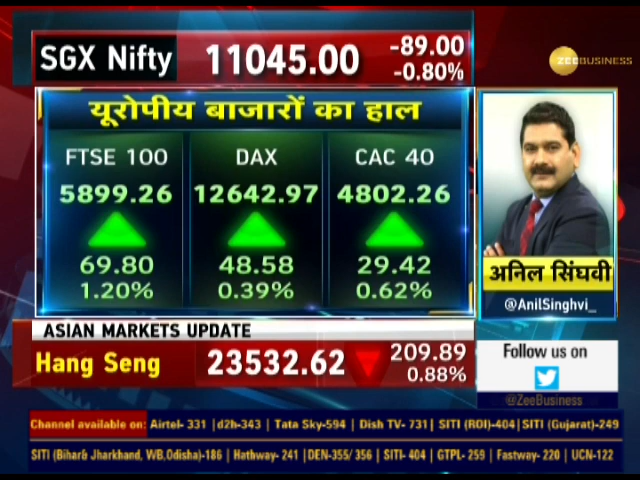 SGX Nifty 11045.00 -89.00
-0.80%
ZEEBUSINESS
यूरोपीय बाजारों का हाल
FTSE 100 DAX CAC 40
5899.26 12642.97 4802.26
69.80 48.58 29.42
1.20% 0.39% 0.62%
अनिल सिंघवी
@AnilSinghvi_
ASIAN MARKETS UPDATE
Hang Seng 23532.62 209.89
0.88%
Follow us on
@ZeeBusiness
Channel available on: Airtel- 331 | d2h-343 | Tata Sky-594 | Dish TV- 731| SITI (ROI)-404| SITI (Gujarat)-249
SITI (Bihar& Jharkhand, WB,Odisha)-186 | Hathway- 241 |DEN-355/ 356 | SITI- 404 | GTPL- 259 | Fastway- 220 | UCN-122